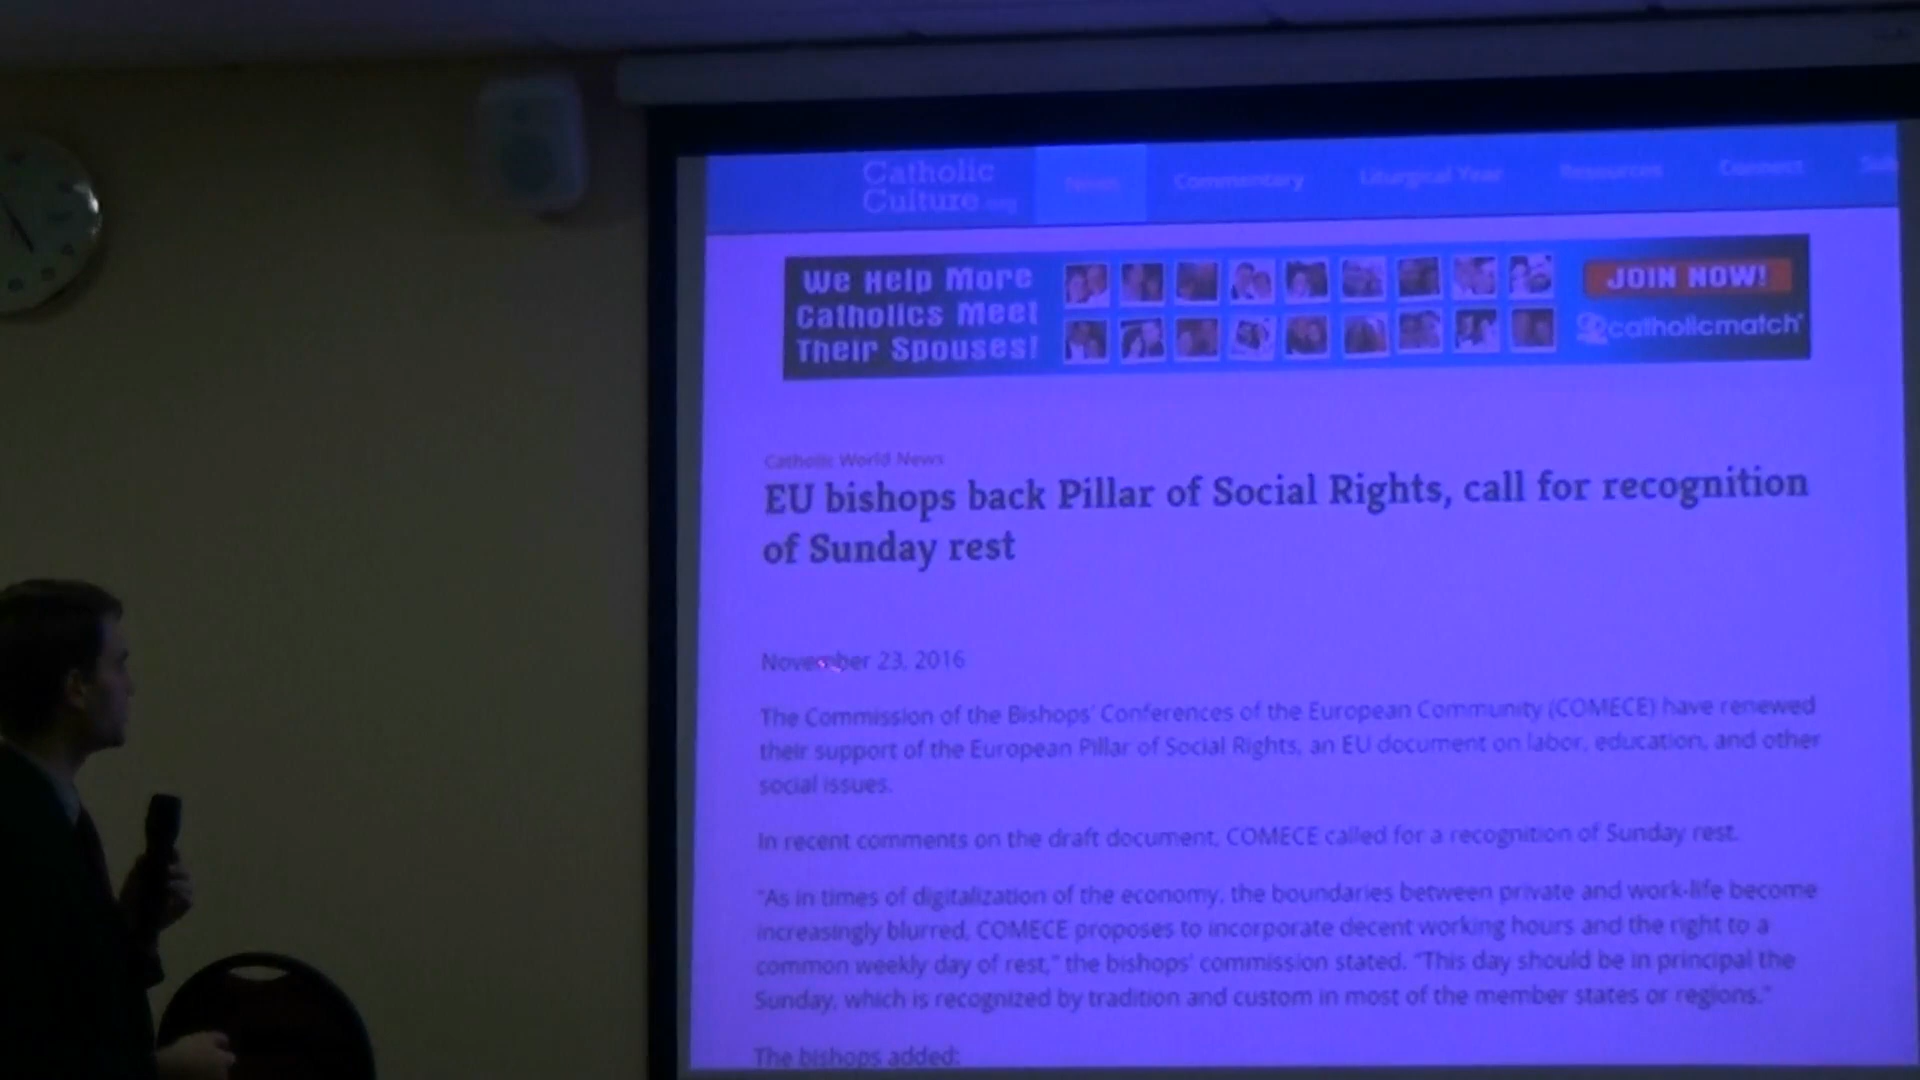 Catholic
Culture.org
News Commentary Liturgical Year Resources Connect
We Help More
Catholics Meet
Their Spouses!
JOIN NOW!
catholicmatch
Catholic World News
EU bishops back Pillar of Social Rights, call for recognition
of Sunday rest
November 23, 2016
The Commission of the Bishops' Conferences of the European Community (COMECE) have renewed
their support of the European Pillar of Social Rights, an EU document on labor, education, and other
social issues.
In recent comments on the draft document, COMECE called for a recognition of Sunday rest.
"As in times of digitalization of the economy, the boundaries between private and work-life become
increasingly blurred, COMECE proposes to incorporate decent working hours and the right to a
common weekly day of rest," the bishops' commission stated. "This day should be in principal the
Sunday, which is recognized by tradition and custom in most of the member states or regions."
The bishops added: